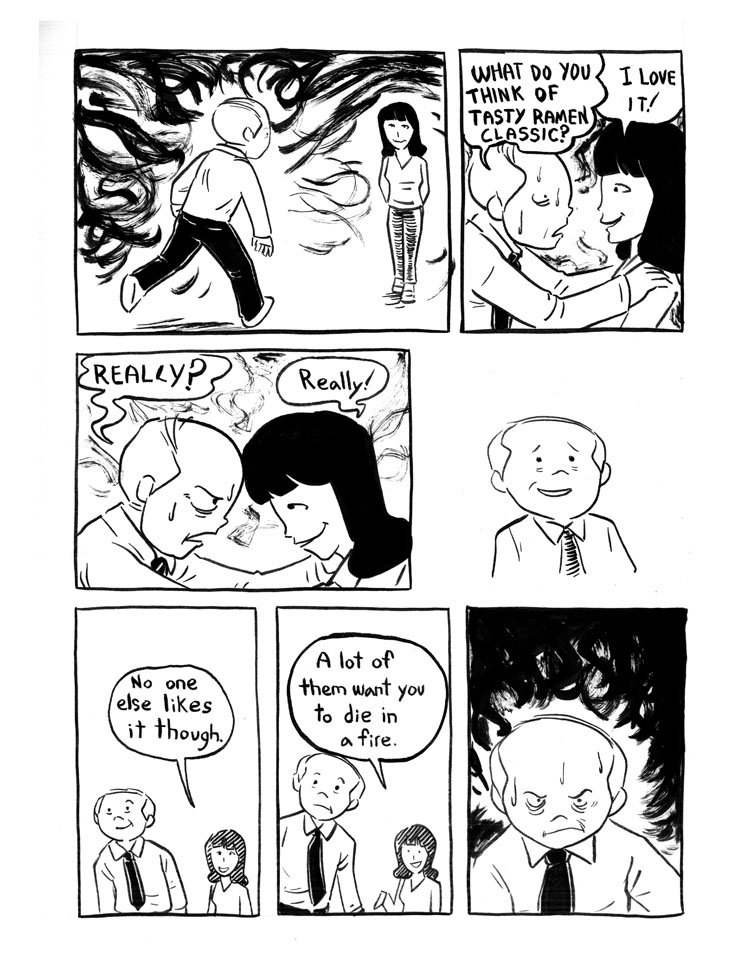 WHAT DO YOU
THINK OF
TASTY RAMEN
CLASSIC?
I LOVE
IT!
REALLY?
Really!
No one
else likes
it though.
A lot of
them want you
to die in
a fire.